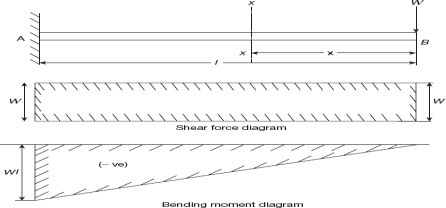 x
W
A
B
x
x
l
W
W
Shear force diagram
Wl
(– ve)
Bending moment diagram